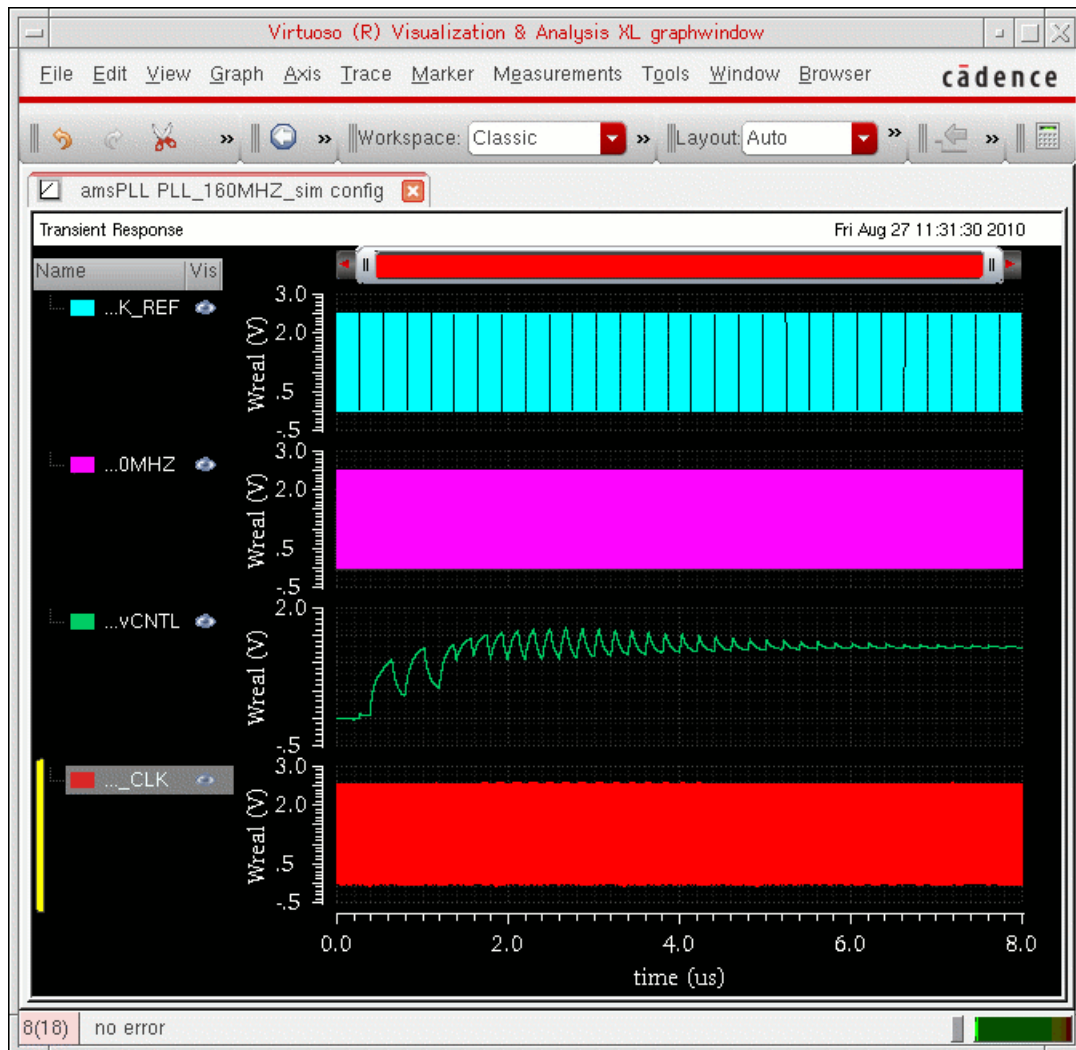 Virtuoso (R) Visualization & Analysis XL graphwindow
File Edit View Graph Axis Trace Marker Measurements Tools Window Browser cādence
» » Workspace: Classic » Layout: Auto » »
amsPLL PLL_160MHZ_sim config
Transient Response Fri Aug 27 11:31:30 2010
Name Vis
...K_REF
3.0
2.0
.5
-.5
Wreal (V)
...0MHZ
3.0
2.0
.5
-.5
Wreal (V)
...vCNTL
2.0
-.5
Wreal (V)
..._CLK
3.0
2.0
.5
-.5
Wreal (V)
0.0 2.0 4.0 6.0 8.0
time (us)
8(18) no error